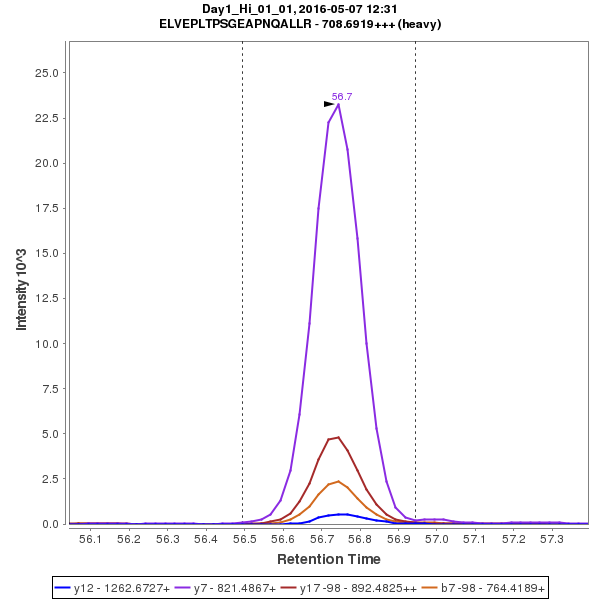 Day1_Hi_01_01, 2016-05-07 12:31
ELVEPLTPSGEAPNQALLR - 708.6919+++ (heavy)
56.7
25.0
22.5
20.0
17.5
15.0
12.5
10.0
7.5
5.0
2.5
0.0
Intensity 10^3
56.1 56.2 56.3 56.4 56.5 56.6 56.7 56.8 56.9 57.0 57.1 57.2 57.3
Retention Time
y12 - 1262.6727+ y7 - 821.4867+ y17 -98 - 892.4825++ b7 -98 - 764.4189+